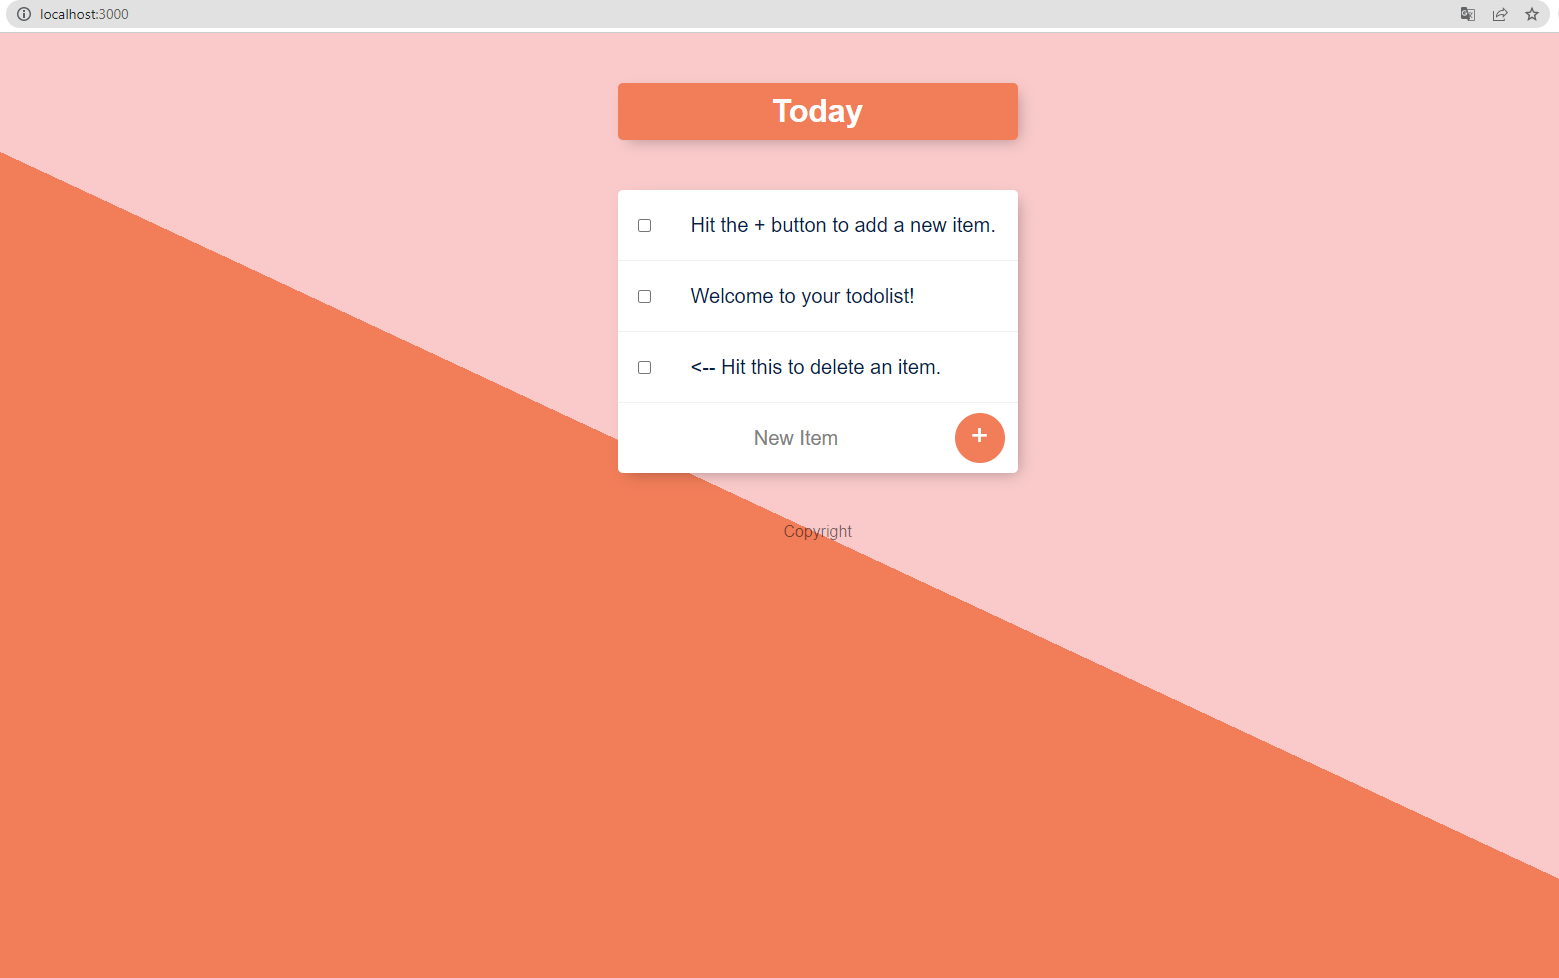 localhost:3000
Today
Hit the + button to add a new item.
Welcome to your todolist!
<-- Hit this to delete an item.
New Item
+
Copyright